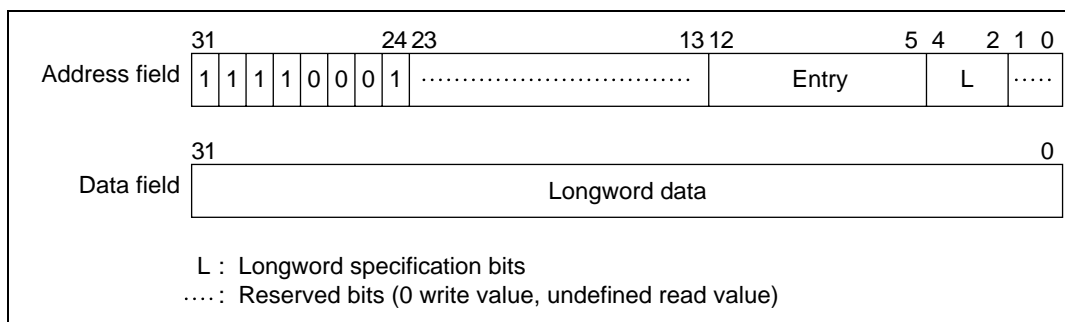 31 24 23 13 12 5 4 2 1 0
Address field 1 1 1 1 0 0 0 1 ................................. Entry L .....
31 0
Data field Longword data
L : Longword specification bits
.... : Reserved bits (0 write value, undefined read value)